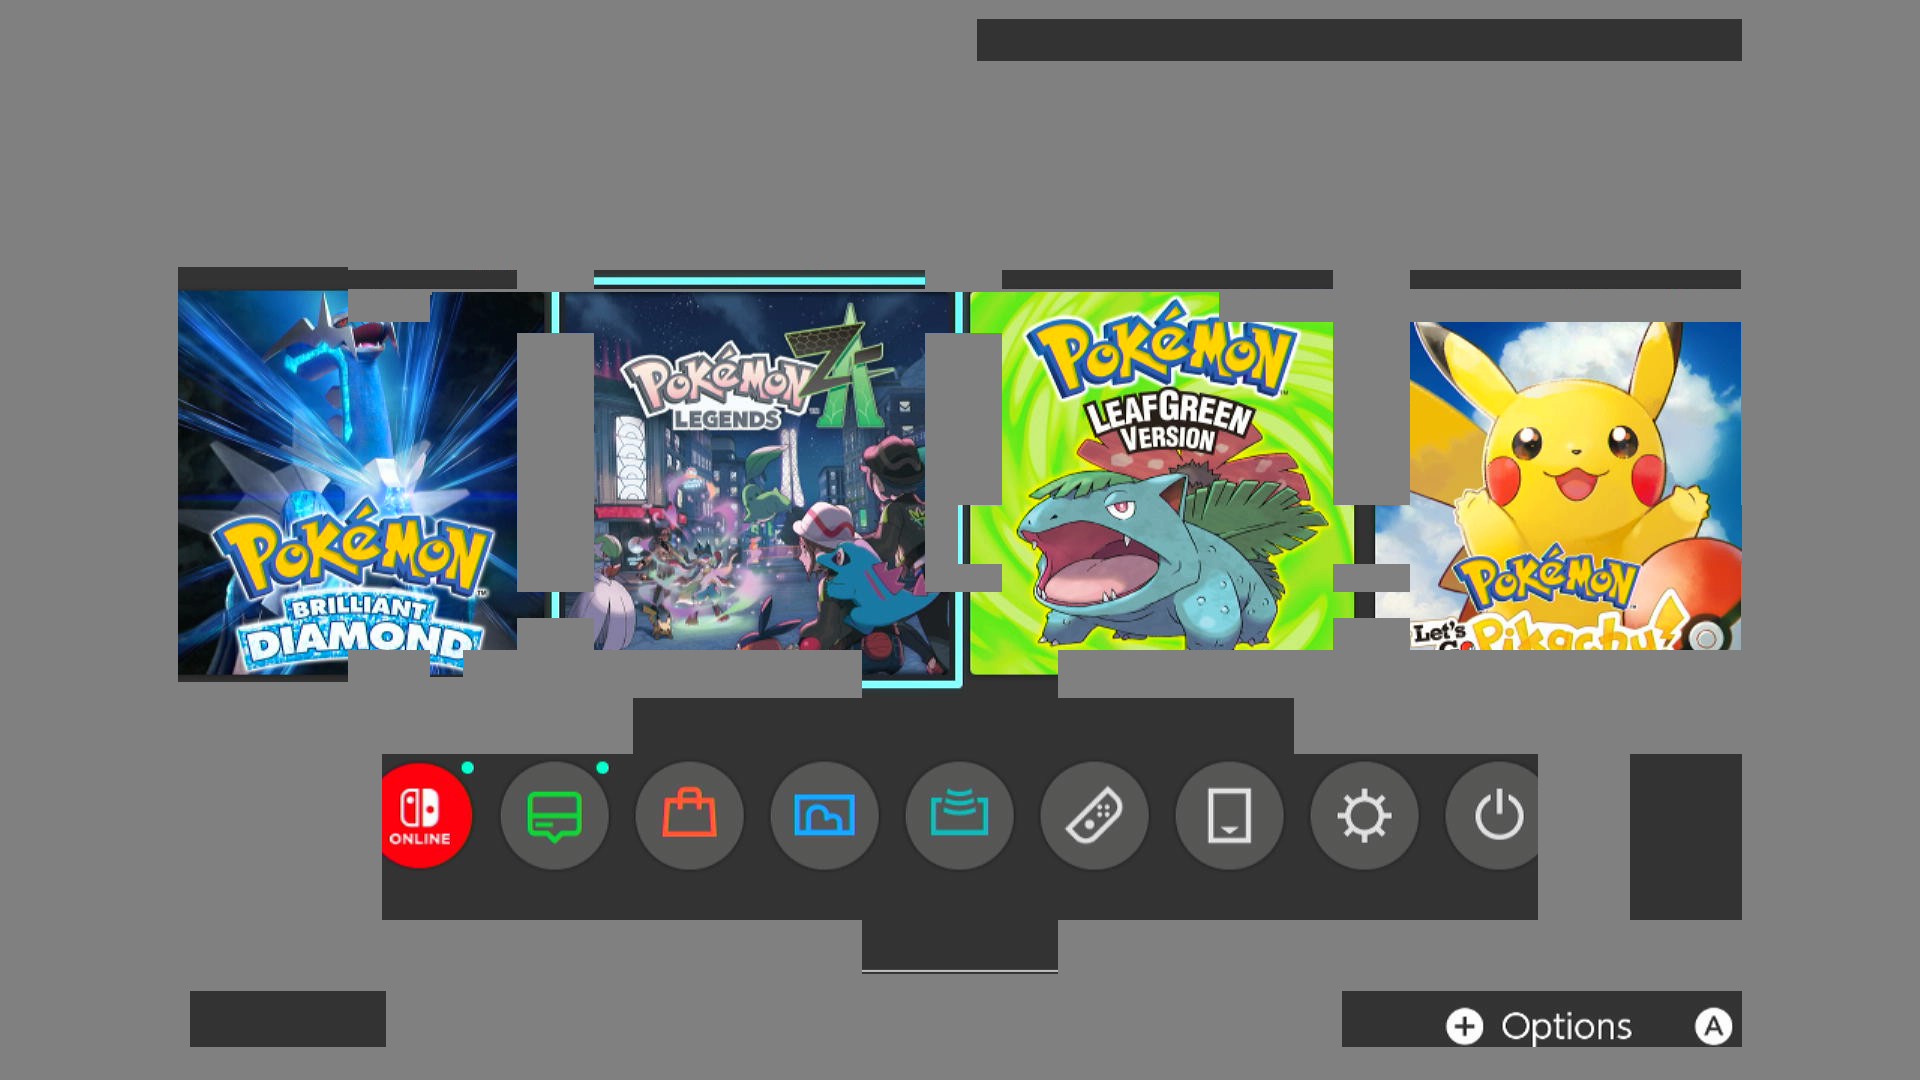 POKÉMON
BRILLIANT
DIAMOND
POKÉMON
LEGENDS
ZA
POKÉMON
LEAFGREEN
VERSION
POKÉMON
Let's
Pikachu
ONLINE
Options
A